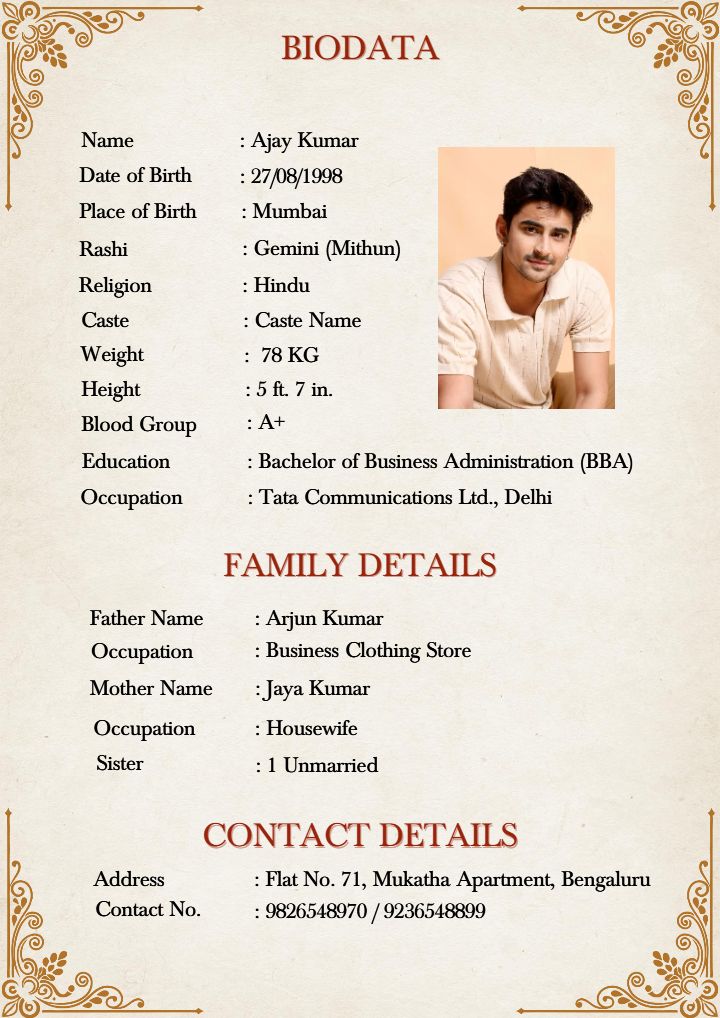 BIODATA
Name : Ajay Kumar
Date of Birth : 27/08/1998
Place of Birth : Mumbai
Rashi : Gemini (Mithun)
Religion : Hindu
Caste : Caste Name
Weight : 78 KG
Height : 5 ft. 7 in.
Blood Group : A+
Education : Bachelor of Business Administration (BBA)
Occupation : Tata Communications Ltd., Delhi
FAMILY DETAILS
Father Name : Arjun Kumar
Occupation : Business Clothing Store
Mother Name : Jaya Kumar
Occupation : Housewife
Sister : 1 Unmarried
CONTACT DETAILS
Address : Flat No. 71, Mukatha Apartment, Bengaluru
Contact No. : 9826548970 / 9236548899